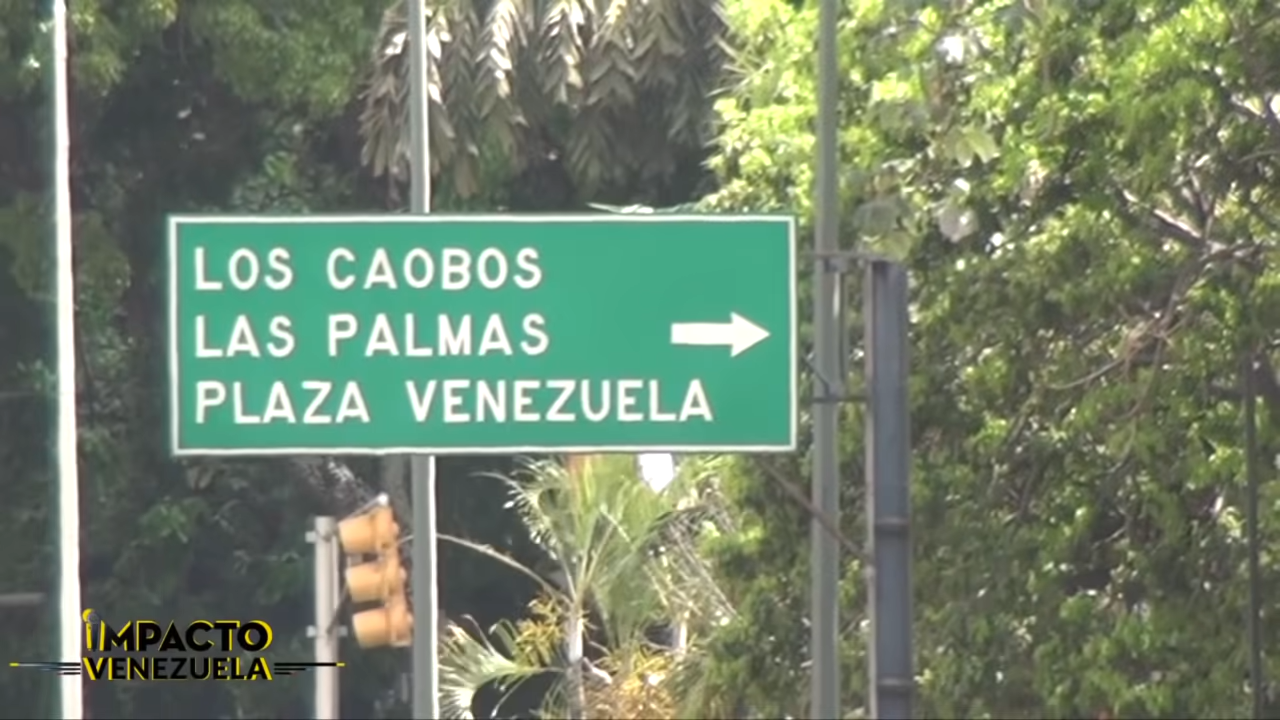 LOS CAOBOS
LAS PALMAS
PLAZA VENEZUELA
IMPACTO
VENEZUELA